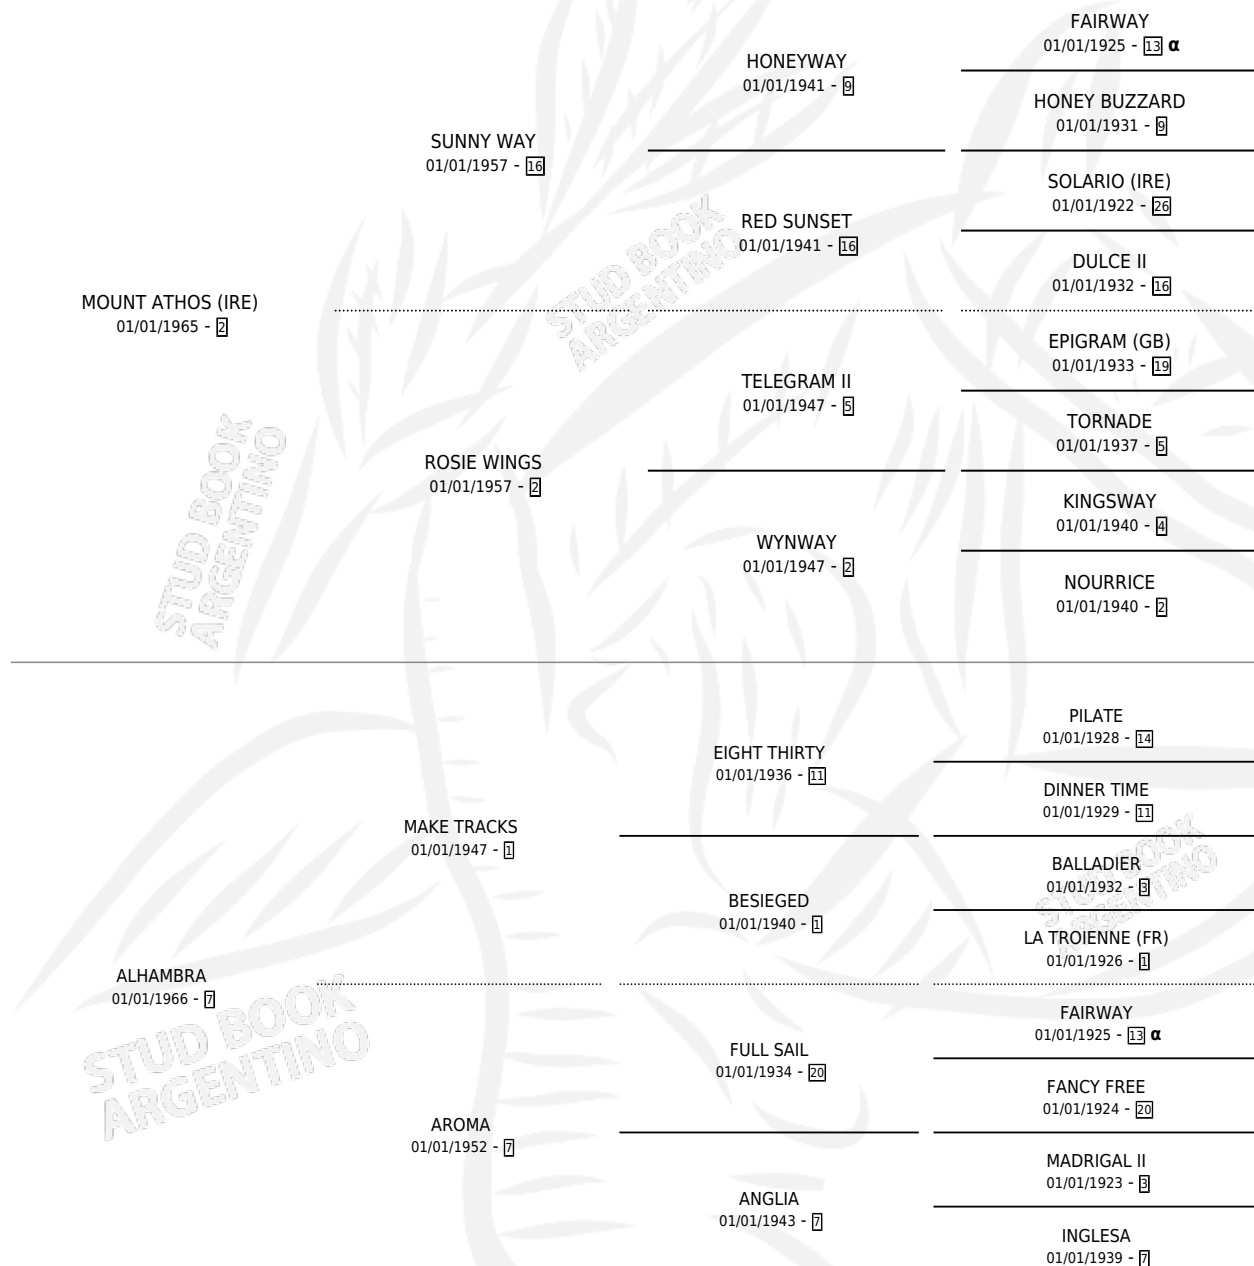 FAIRWAY
01/01/1925 - 13 α
HONEYWAY
01/01/1941 - 9
HONEY BUZZARD
01/01/1931 - 9
SUNNY WAY
01/01/1957 - 16
SOLARIO (IRE)
01/01/1922 - 26
RED SUNSET
01/01/1941 - 16
DULCE II
01/01/1932 - 16
MOUNT ATHOS (IRE)
01/01/1965 - 2
EPIGRAM (GB)
01/01/1933 - 19
TELEGRAM II
01/01/1947 - 5
TORNADE
01/01/1937 - 5
ROSIE WINGS
01/01/1957 - 2
KINGSWAY
01/01/1940 - 4
WYNWAY
01/01/1947 - 2
NOURRICE
01/01/1940 - 2
PILATE
01/01/1928 - 14
EIGHT THIRTY
01/01/1936 - 11
DINNER TIME
01/01/1929 - 11
MAKE TRACKS
01/01/1947 - 1
BALLADIER
01/01/1932 - 3
BESIEGED
01/01/1940 - 1
LA TROIENNE (FR)
01/01/1926 - 1
ALHAMBRA
01/01/1966 - 7
FAIRWAY
01/01/1925 - 13 α
FULL SAIL
01/01/1934 - 20
FANCY FREE
01/01/1924 - 20
AROMA
01/01/1952 - 7
MADRIGAL II
01/01/1923 - 3
ANGLIA
01/01/1943 - 7
INGLESA
01/01/1939 - 7
STUD BOOK
ARGENTINO
STUD BOOK
ARGENTINO
STUD BOOK
ARGENTINO
STUD BOOK
ARGENTINO